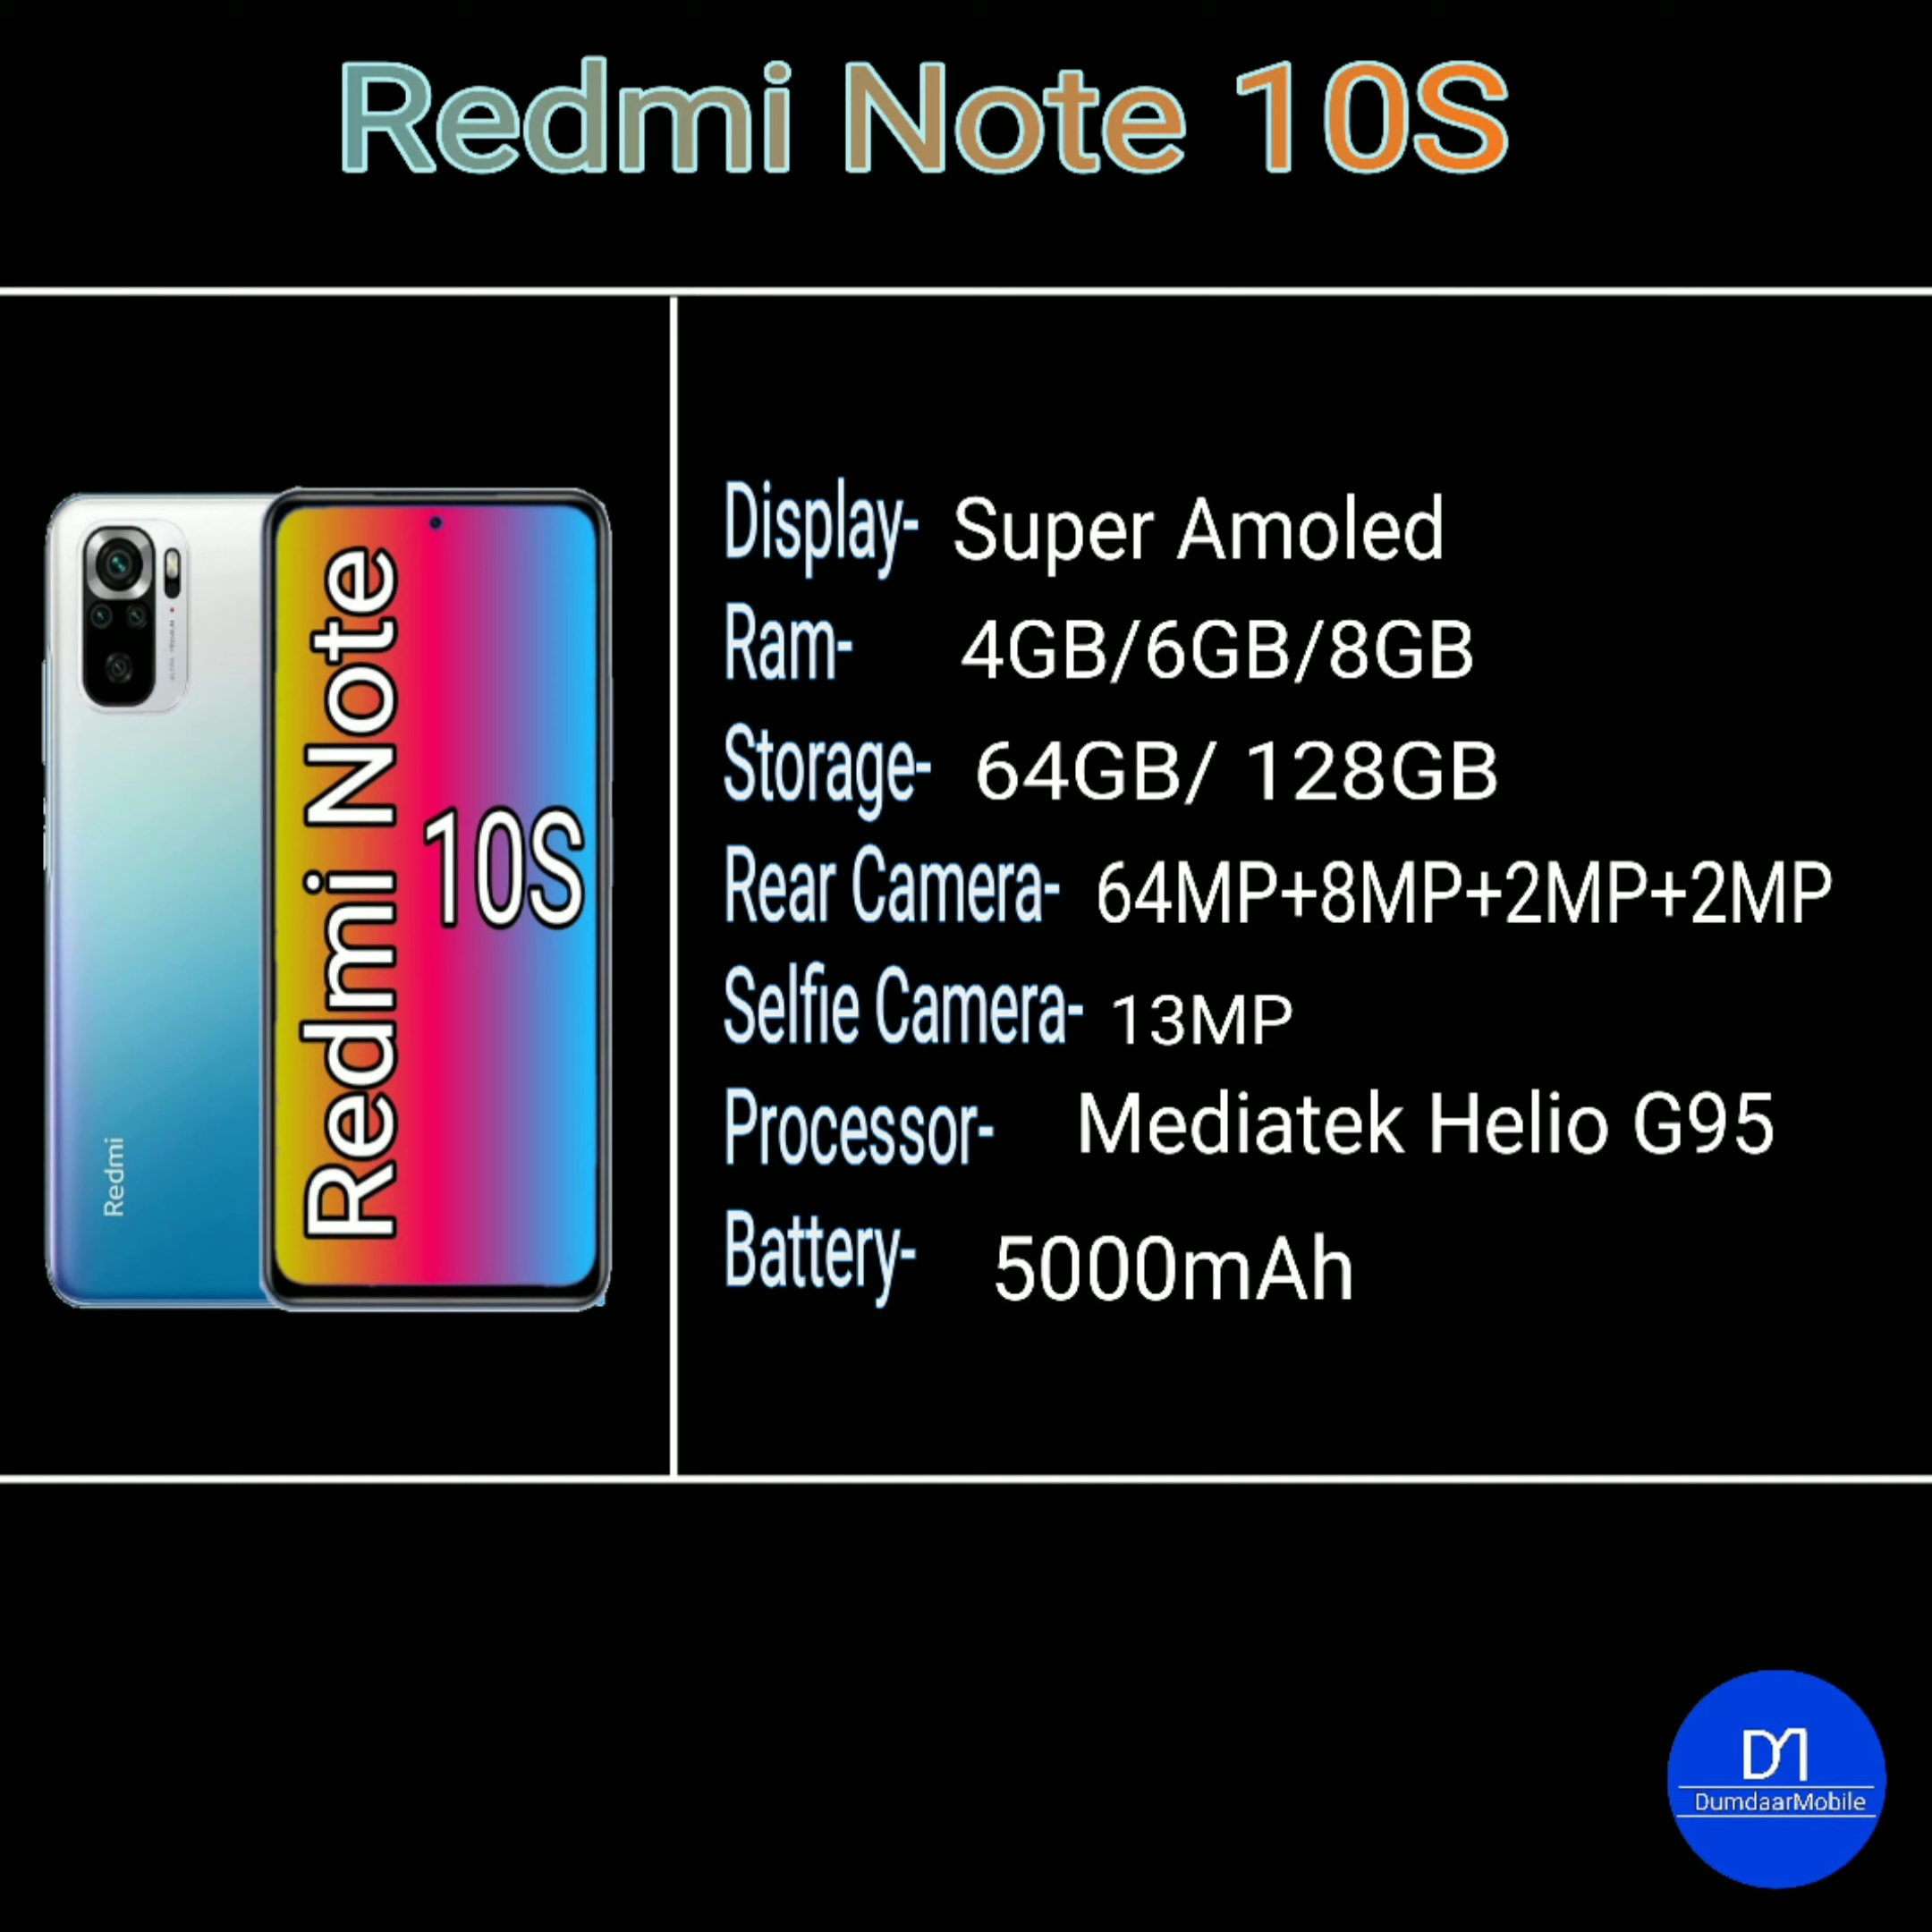 Redmi Note 10S
Redmi
Redmi Note
10S
Display- Super Amoled
Ram- 4GB/6GB/8GB
Storage- 64GB/ 128GB
Rear Camera- 64MP+8MP+2MP+2MP
Selfie Camera- 13MP
Processor- Mediatek Helio G95
Battery- 5000mAh
DM
DumdaarMobile